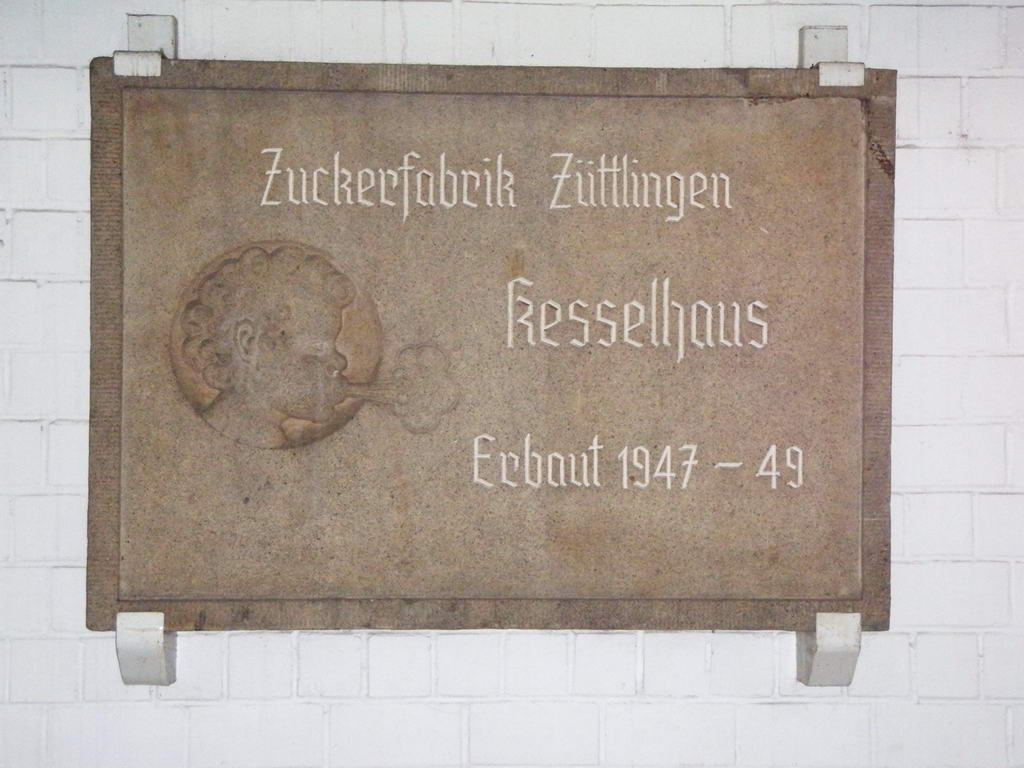 Zuckerfabrik Züttlingen
Kesselhaus
Erbaut 1947 – 49